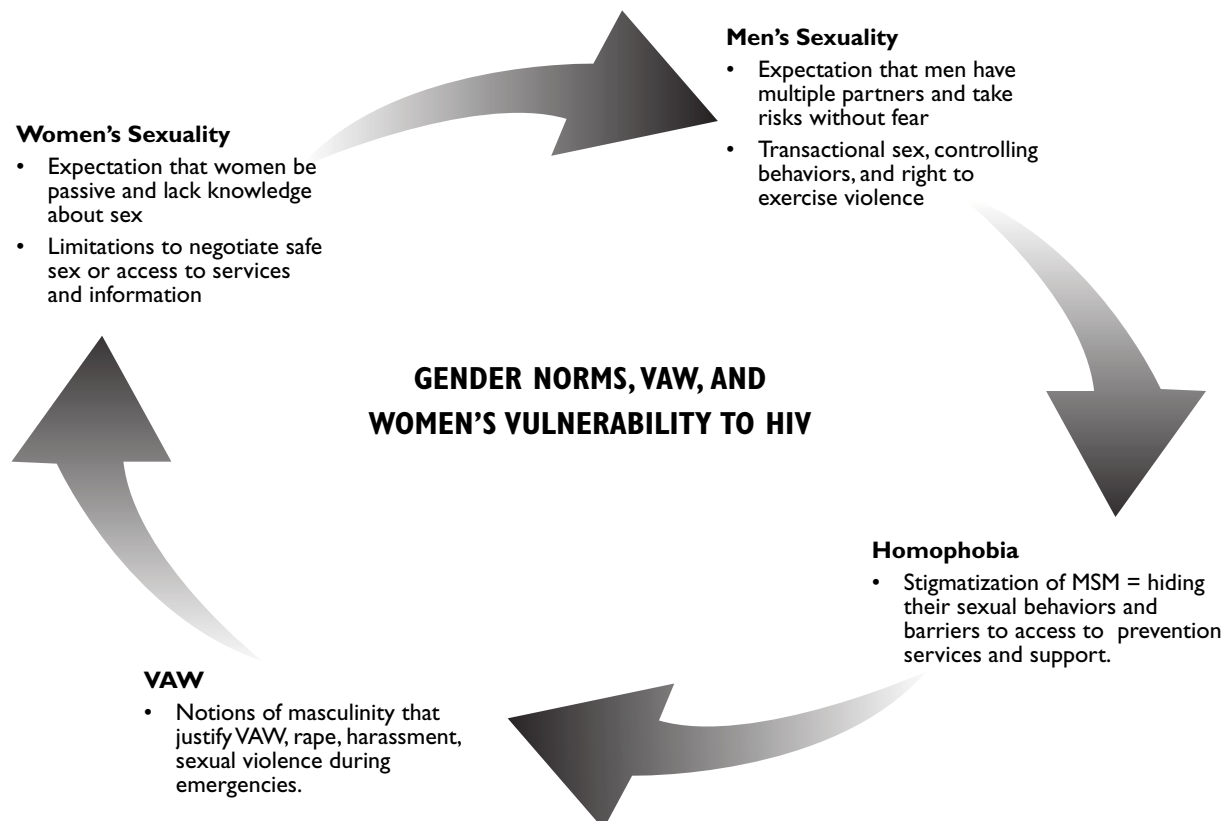 Men’s Sexuality
• Expectation that men have
multiple partners and take
risks without fear
• Transactional sex, controlling
behaviors, and right to
exercise violence
Women’s Sexuality
• Expectation that women be
passive and lack knowledge
about sex
• Limitations to negotiate safe
sex or access to services
and information
GENDER NORMS, VAW, AND
WOMEN’S VULNERABILITY TO HIV
Homophobia
• Stigmatization of MSM = hiding
their sexual behaviors and
barriers to access to prevention
services and support.
VAW
• Notions of masculinity that
justify VAW, rape, harassment,
sexual violence during
emergencies.